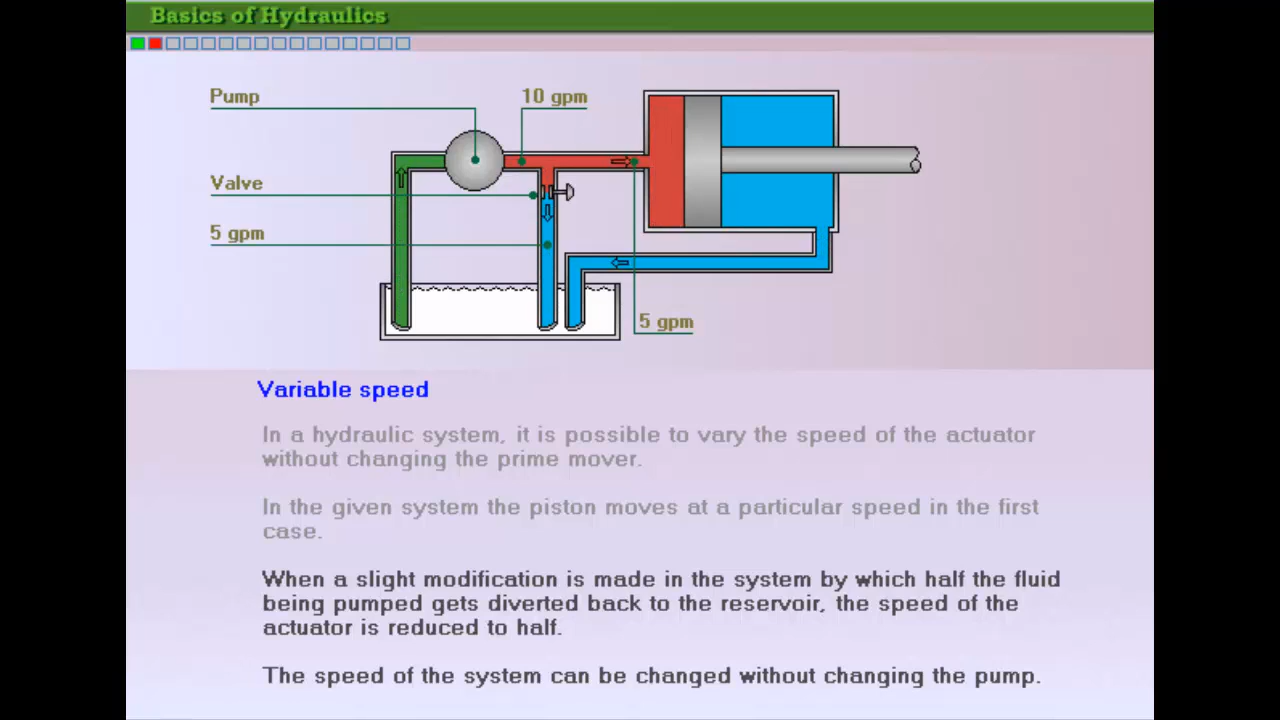 Basics of Hydraulics
Pump
10 gpm
Valve
5 gpm
5 gpm
Variable speed
In a hydraulic system, it is possible to vary the speed of the actuator
without changing the prime mover.
In the given system the piston moves at a particular speed in the first
case.
When a slight modification is made in the system by which half the fluid
being pumped gets diverted back to the reservoir, the speed of the
actuator is reduced to half.
The speed of the system can be changed without changing the pump.